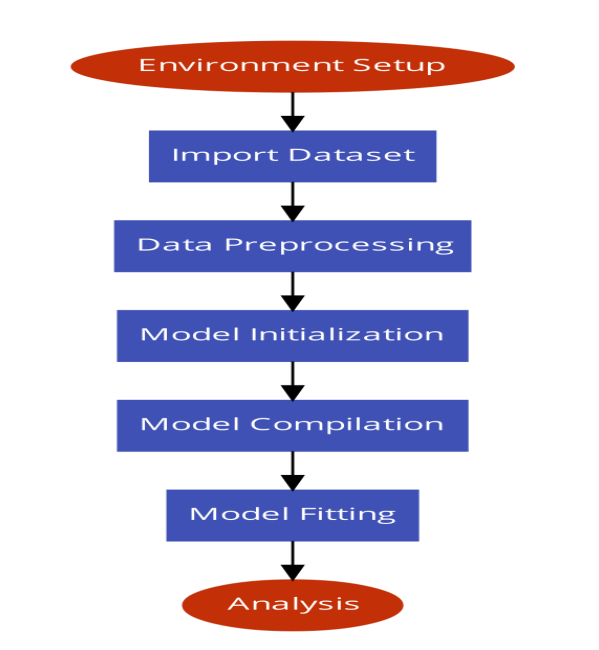 Environment Setup
Import Dataset
Data Preprocessing
Model Initialization
Model Compilation
Model Fitting
Analysis